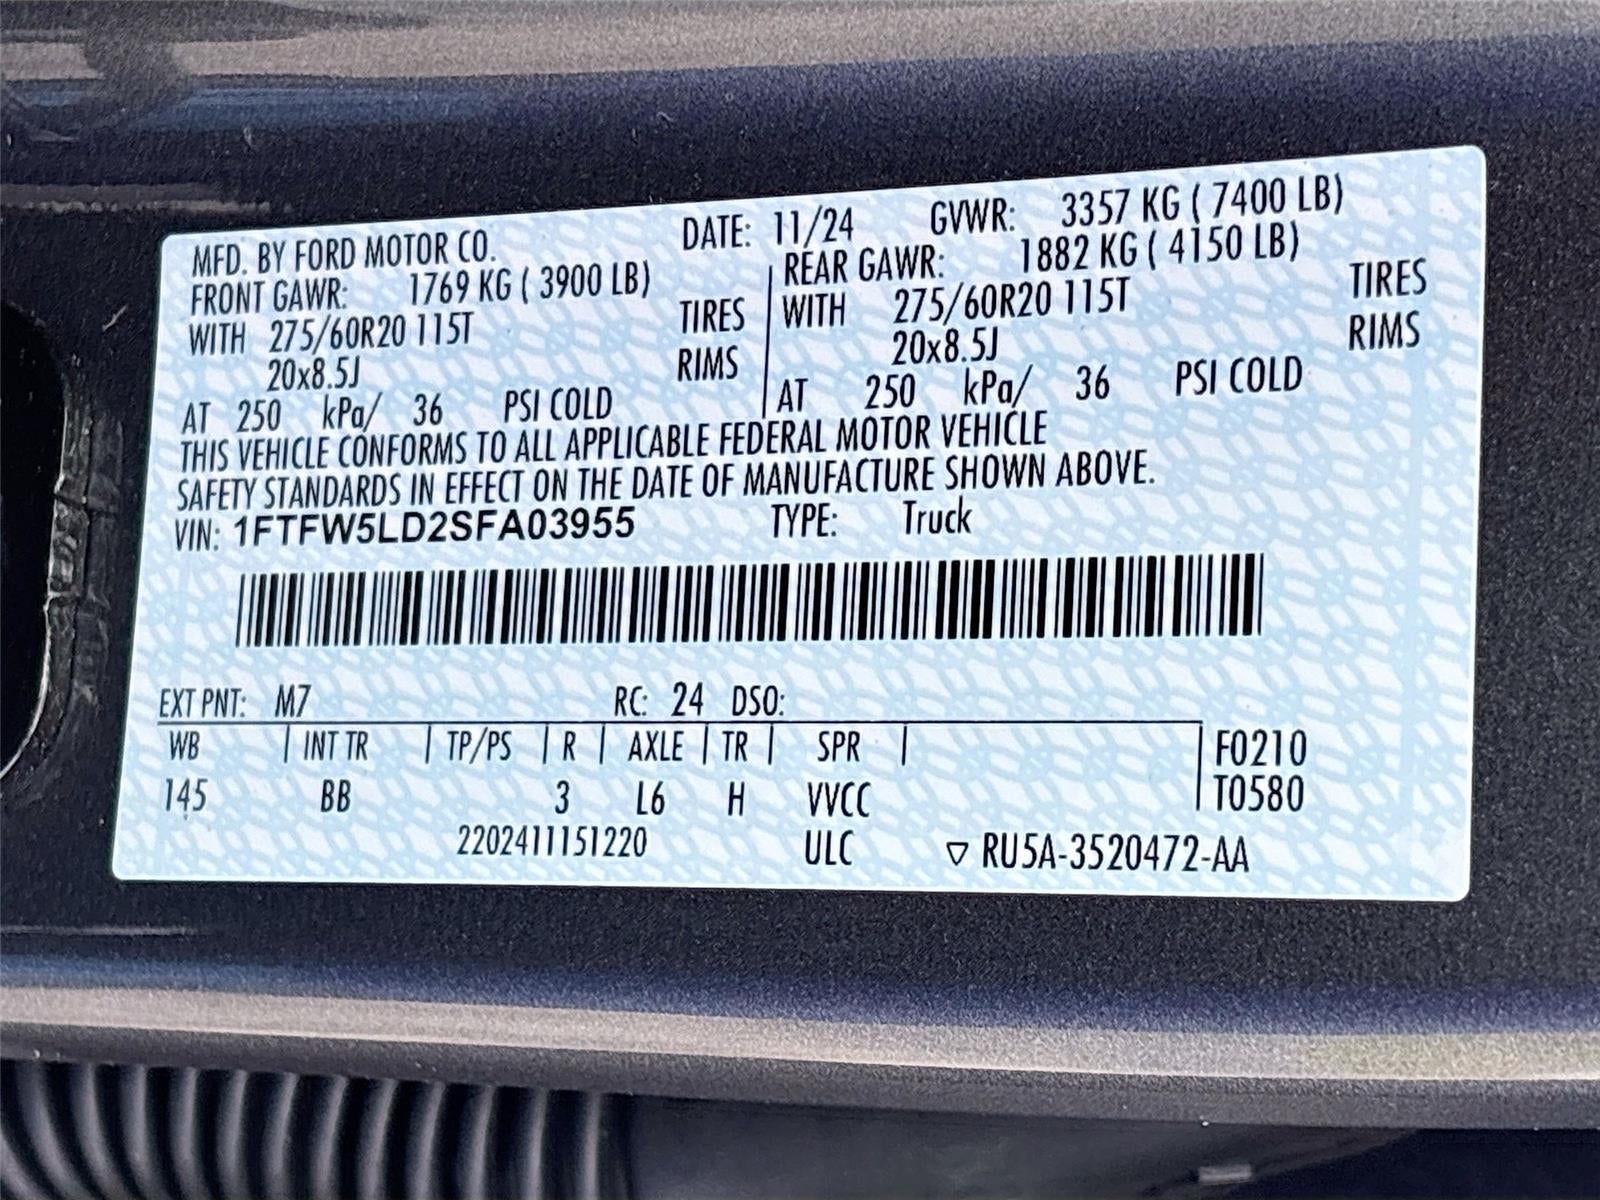 MFD. BY FORD MOTOR CO. DATE: 11/24 GVWR: 3357 KG ( 7400 LB)
FRONT GAWR: 1769 KG ( 3900 LB) REAR GAWR: 1882 KG ( 4150 LB)
WITH 275/60R20 115T TIRES WITH 275/60R20 115T TIRES
20x8.5J RIMS 20x8.5J RIMS
AT 250 kPa/ 36 PSI COLD AT 250 kPa/ 36 PSI COLD
THIS VEHICLE CONFORMS TO ALL APPLICABLE FEDERAL MOTOR VEHICLE
SAFETY STANDARDS IN EFFECT ON THE DATE OF MANUFACTURE SHOWN ABOVE.
VIN: 1FTFW5LD2SFA03955 TYPE: Truck
EXT PNT: M7 RC: 24 DSO:
WB INT TR TP/PS R AXLE TR SPR F0210
145 BB 3 L6 H VVCC T0580
2202411151220 ULC ▽ RU5A-3520472-AA